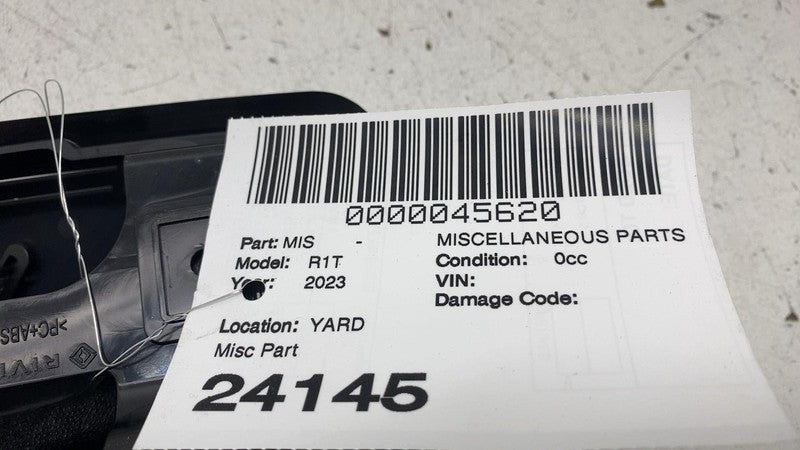 0000045620
Part: MIS - MISCELLANEOUS PARTS
Model: R1T Condition: 0cc
Year: 2023 VIN:
Damage Code:
Location: YARD
Misc Part
24145
>PC+ABS
RIVI